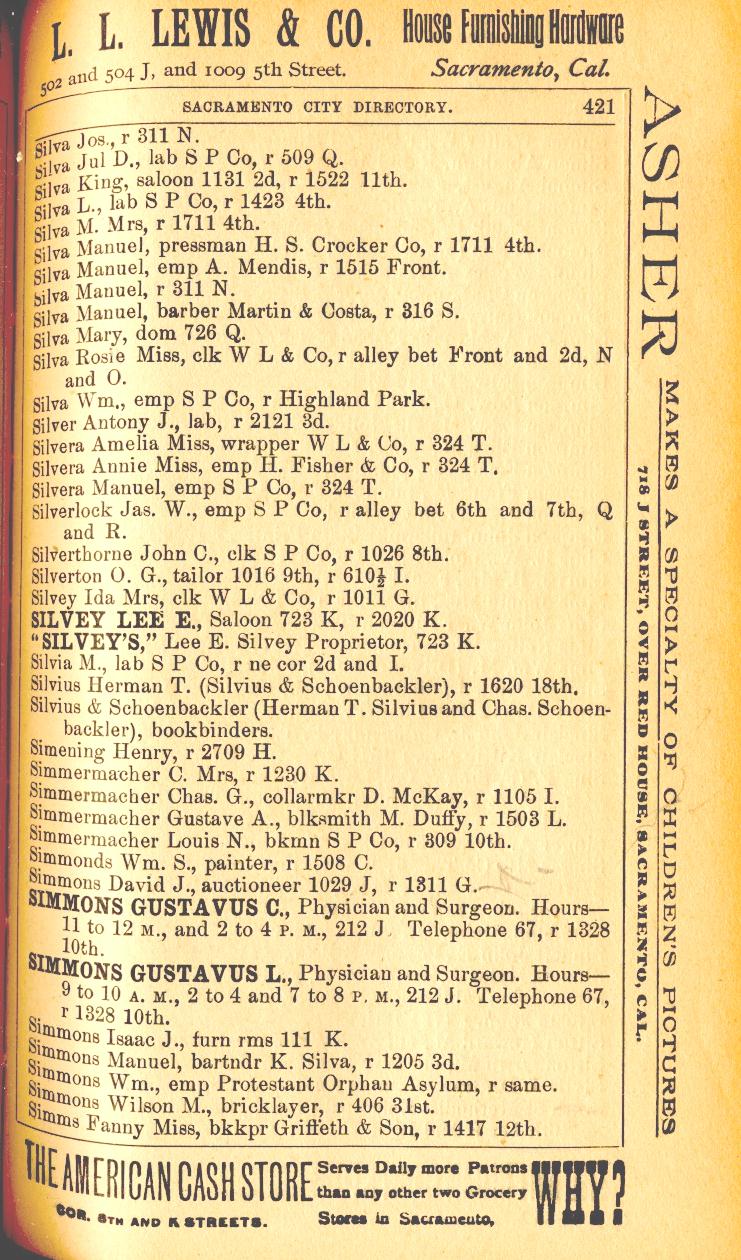 L. L. LEWIS & CO. House Furnishing Hardware
502 and 504 J, and 1009 5th Street. Sacramento, Cal.
SACRAMENTO CITY DIRECTORY. 421
Silva Jos., r 311 N.
Silva Jul D., lab S P Co, r 509 Q.
Silva King, saloon 1131 2d, r 1522 11th.
Silva L., lab S P Co, r 1423 4th.
Silva M. Mrs, r 1711 4th.
Silva Manuel, pressman H. S. Crocker Co, r 1711 4th.
Silva Manuel, emp A. Mendis, r 1515 Front.
Silva Manuel, r 311 N.
Silva Manuel, barber Martin & Costa, r 316 S.
Silva Mary, dom 726 Q.
Silva Rosie Miss, clk W L & Co, r alley bet Front and 2d, N
and O.
Silva Wm., emp S P Co, r Highland Park.
Silver Antony J., lab, r 2121 3d.
Silvera Amelia Miss, wrapper W L & Co, r 324 T.
Silvera Annie Miss, emp H. Fisher & Co, r 324 T.
Silvera Manuel, emp S P Co, r 324 T.
Silverlock Jas. W., emp S P Co, r alley bet 6th and 7th, Q
and R.
Silverthorne John C., clk S P Co, r 1026 8th.
Silverton O. G., tailor 1016 9th, r 610½ I.
Silvey Ida Mrs, clk W L & Co, r 1011 G.
SILVEY LEE E., Saloon 723 K, r 2020 K.
"SILVEY'S," Lee E. Silvey Proprietor, 723 K.
Silvia M., lab S P Co, r ne cor 2d and I.
Silvius Herman T. (Silvius & Schoenbackler), r 1620 18th.
Silvius & Schoenbackler (Herman T. Silvius and Chas. Schoen-
backler), bookbinders.
Simening Henry, r 2709 H.
Simmermacher C. Mrs, r 1230 K.
Simmermacher Chas. G., collarmkr D. McKay, r 1105 I.
Simmermacher Gustave A., blksmith M. Duffy, r 1503 L.
Simmermacher Louis N., bkmn S P Co, r 309 10th.
Simmonds Wm. S., painter, r 1508 C.
Simmons David J., auctioneer 1029 J, r 1311 G.
SIMMONS GUSTAVUS C., Physician and Surgeon. Hours—
11 to 12 M., and 2 to 4 P. M., 212 J. Telephone 67, r 1328
10th.
SIMMONS GUSTAVUS L., Physician and Surgeon. Hours—
9 to 10 A. M., 2 to 4 and 7 to 8 P. M., 212 J. Telephone 67,
r 1328 10th.
Simmons Isaac J., furn rms 111 K.
Simmons Manuel, bartndr K. Silva, r 1205 3d.
Simmons Wm., emp Protestant Orphan Asylum, r same.
Simmons Wilson M., bricklayer, r 406 31st.
Simms Fanny Miss, bkkpr Griffeth & Son, r 1417 12th.
ASHER MAKES A SPECIALTY OF CHILDREN'S PICTURES
718 J STREET, OVER RED HOUSE, SACRAMENTO, CAL.
THE AMERICAN CASH STORE Serves Daily more Patrons
than any other two Grocery WHY?
COR. 8TH AND K STREETS. Stores in Sacramento,